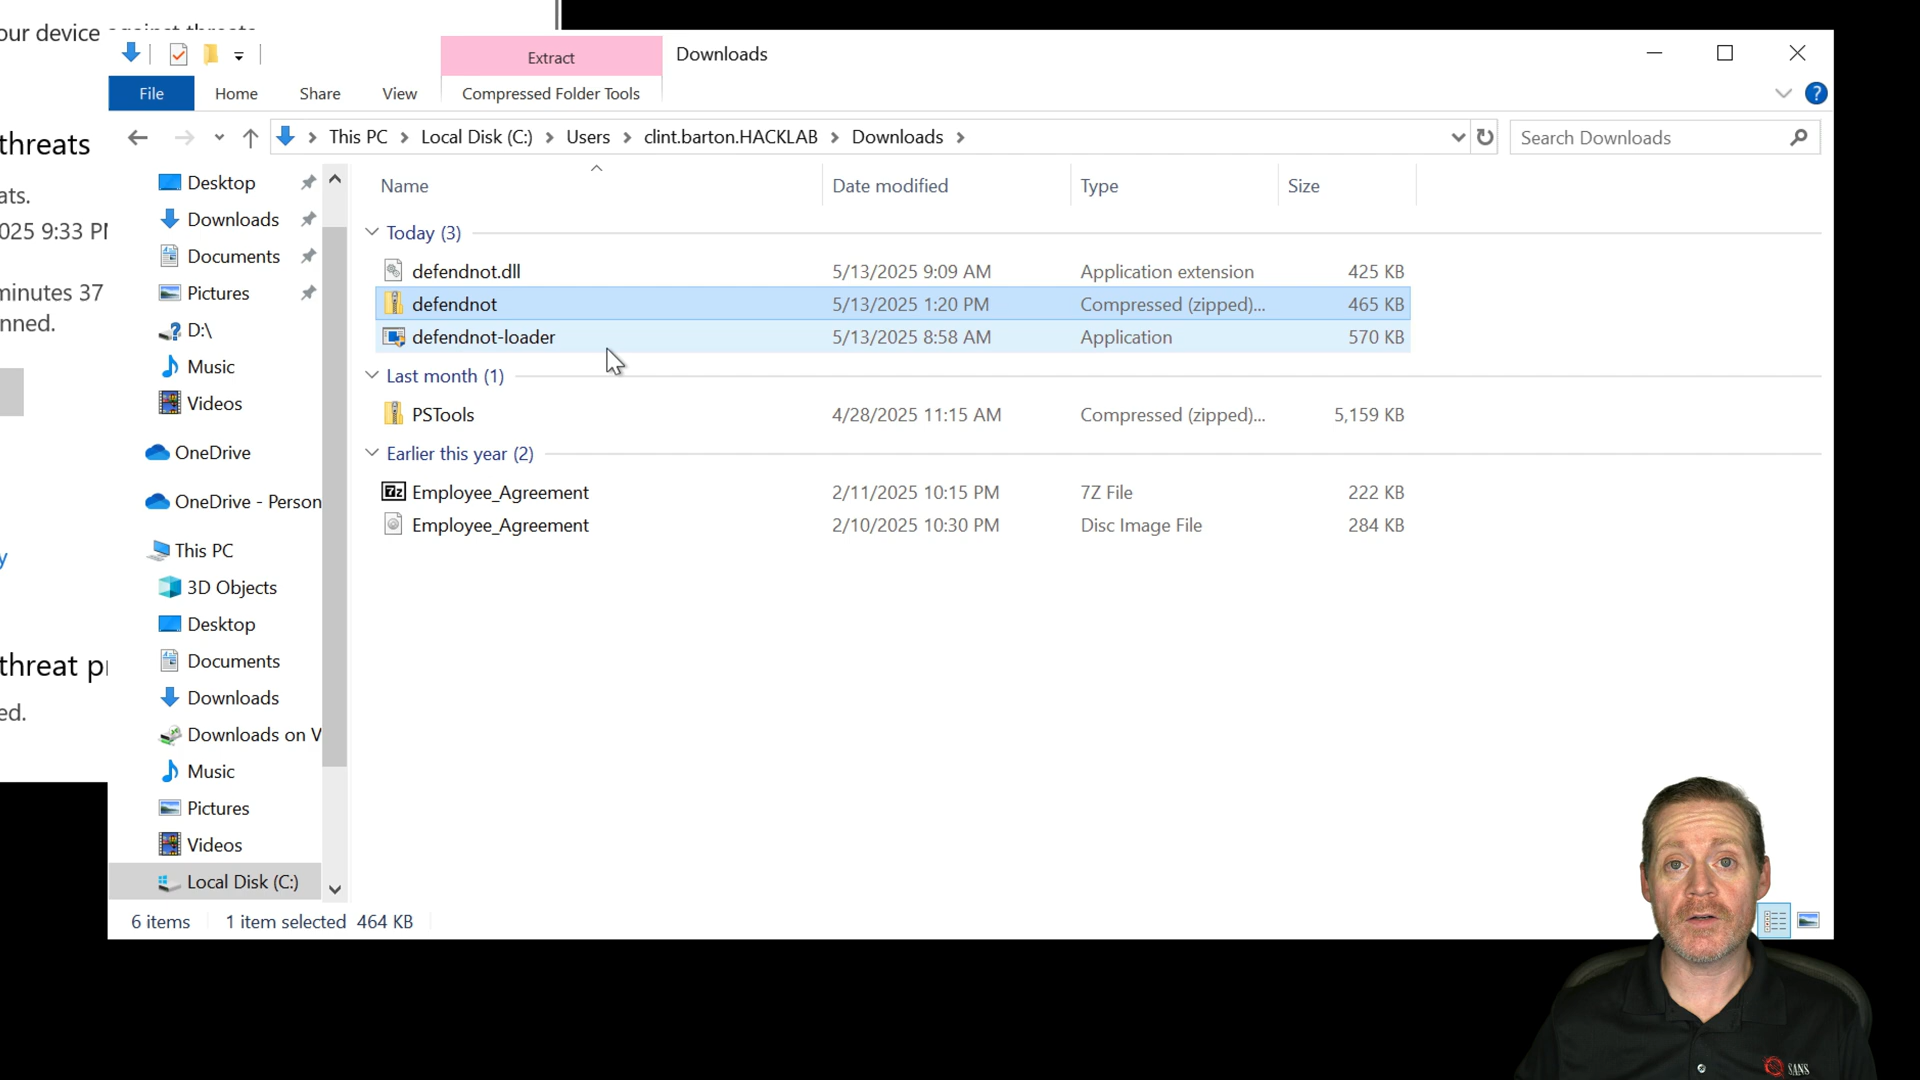 our device against threats
threats
ats.
025 9:33 PM
minutes 37
nned.
y
threat pr
ed.
Extract
Downloads
File
Home
Share
View
Compressed Folder Tools
?
This PC
Local Disk (C:)
Users
clint.barton.HACKLAB
Downloads
Search Downloads
Desktop
Downloads
Documents
Pictures
D:\
Music
Videos
OneDrive
OneDrive - Person
This PC
3D Objects
Desktop
Documents
Downloads
Downloads on V
Music
Pictures
Videos
Local Disk (C:)
Name Date modified Type Size
Today (3)
defendnot.dll 5/13/2025 9:09 AM Application extension 425 KB
defendnot 5/13/2025 1:20 PM Compressed (zipped)... 465 KB
defendnot-loader 5/13/2025 8:58 AM Application 570 KB
Last month (1)
PSTools 4/28/2025 11:15 AM Compressed (zipped)... 5,159 KB
Earlier this year (2)
7z Employee_Agreement 2/11/2025 10:15 PM 7Z File 222 KB
Employee_Agreement 2/10/2025 10:30 PM Disc Image File 284 KB
6 items 1 item selected 464 KB
SANS